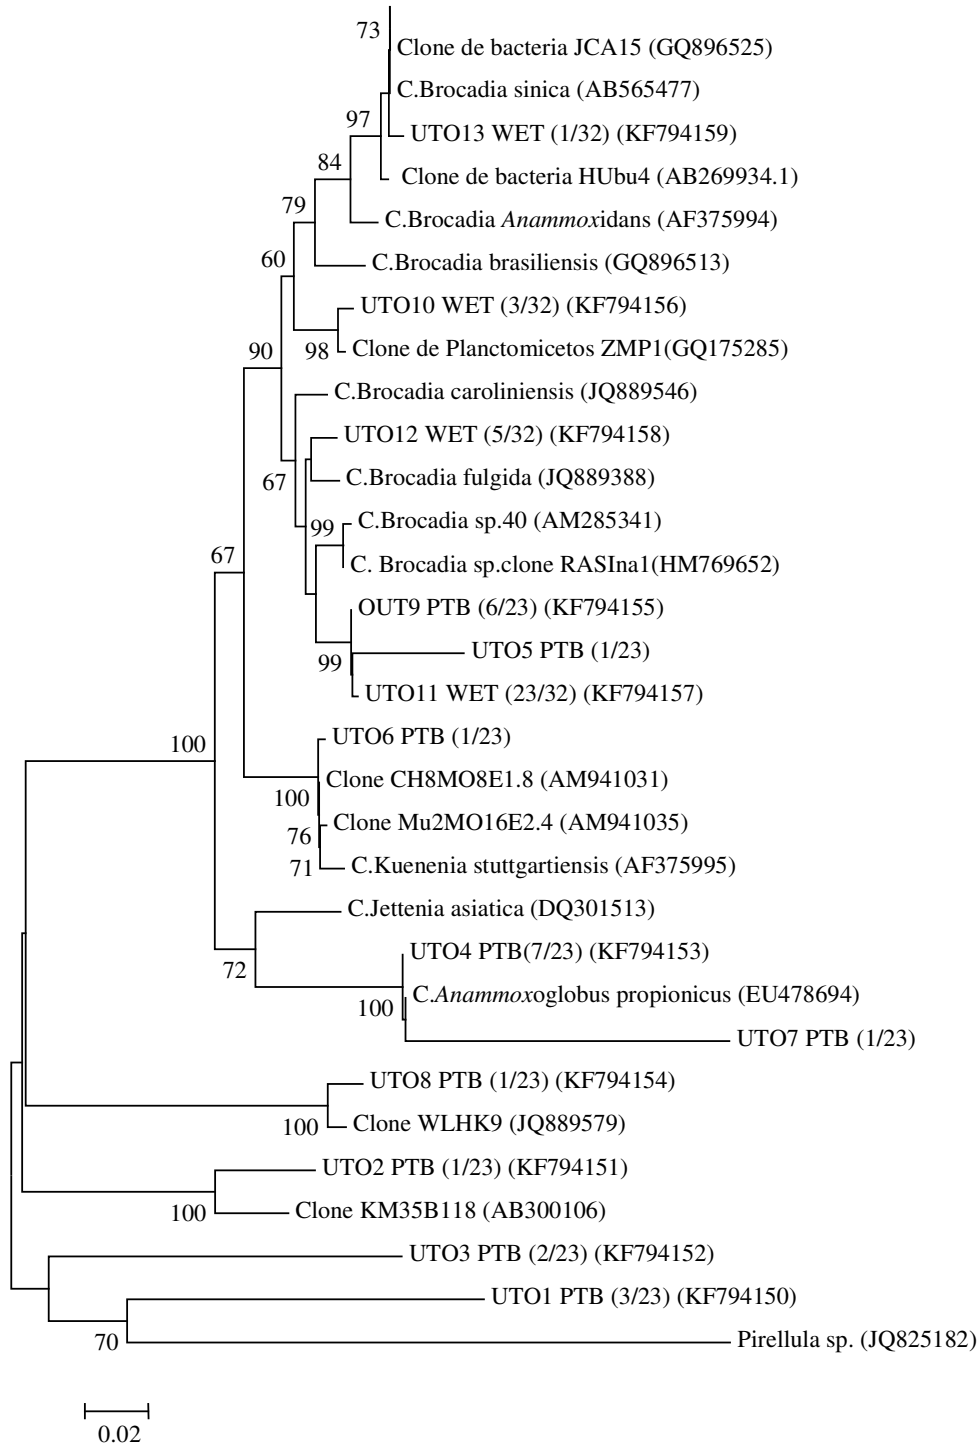 73
Clone de bacteria JCA15 (GQ896525)
C.Brocadia sinica (AB565477)
97
UTO13 WET (1/32) (KF794159)
84
Clone de bacteria HUbu4 (AB269934.1)
79
C.Brocadia Anammoxidans (AF375994)
60
C.Brocadia brasiliensis (GQ896513)
UTO10 WET (3/32) (KF794156)
90
98
Clone de Planctomicetos ZMP1(GQ175285)
C.Brocadia caroliniensis (JQ889546)
UTO12 WET (5/32) (KF794158)
67
C.Brocadia fulgida (JQ889388)
99
C.Brocadia sp.40 (AM285341)
67
C. Brocadia sp.clone RASIna1(HM769652)
OUT9 PTB (6/23) (KF794155)
99
UTO5 PTB (1/23)
UTO11 WET (23/32) (KF794157)
100
UTO6 PTB (1/23)
Clone CH8MO8E1.8 (AM941031)
100
76
Clone Mu2MO16E2.4 (AM941035)
71
C.Kuenenia stuttgartiensis (AF375995)
C.Jettenia asiatica (DQ301513)
UTO4 PTB(7/23) (KF794153)
72
100
C.Anammoxoglobus propionicus (EU478694)
UTO7 PTB (1/23)
UTO8 PTB (1/23) (KF794154)
100
Clone WLHK9 (JQ889579)
UTO2 PTB (1/23) (KF794151)
100
Clone KM35B118 (AB300106)
UTO3 PTB (2/23) (KF794152)
UTO1 PTB (3/23) (KF794150)
70
Pirellula sp. (JQ825182)
0.02